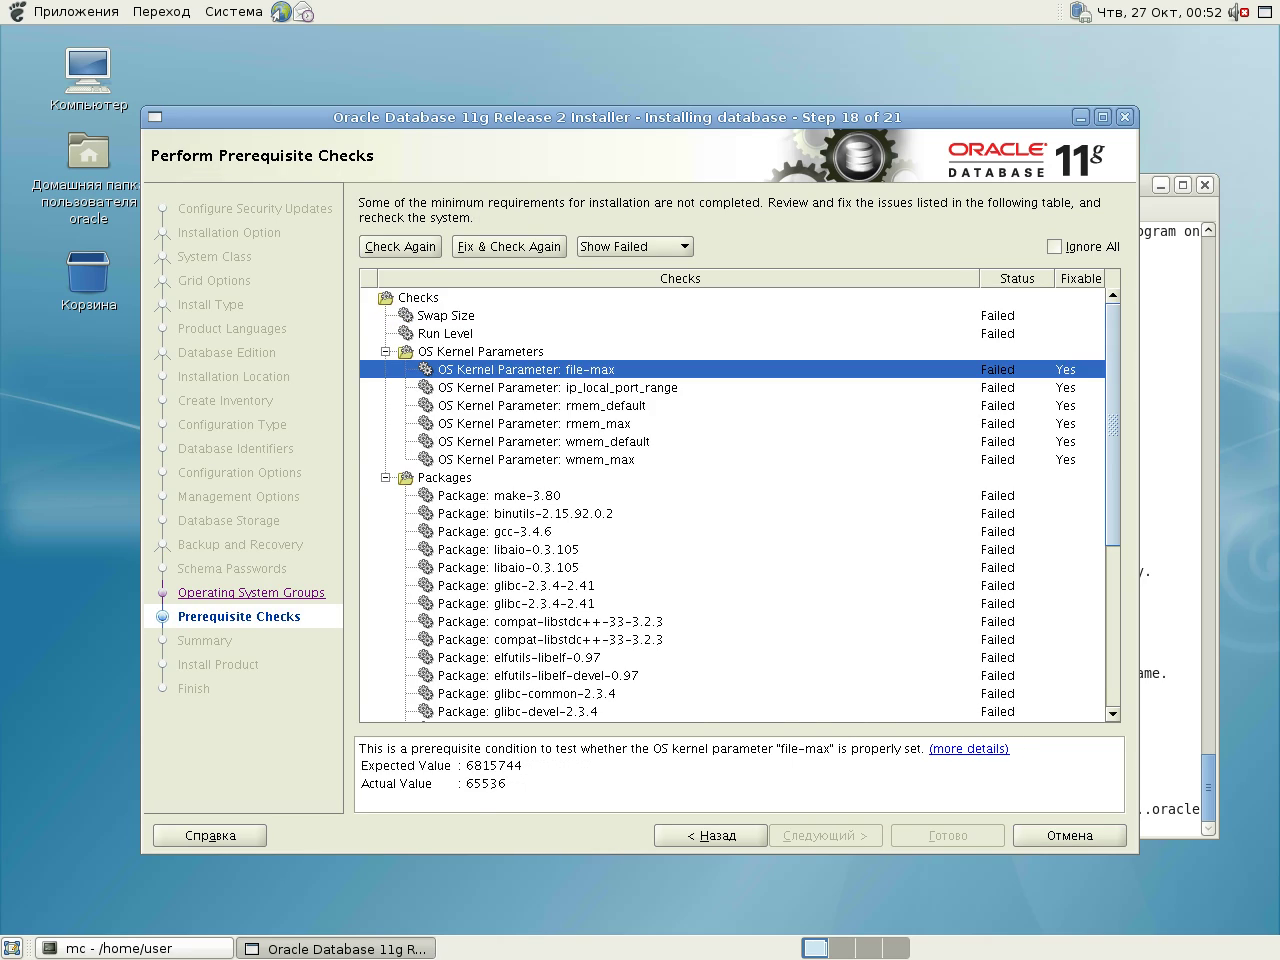 Приложения Переход Система
Чтв, 27 Окт, 00:52
Компьютер
Домашняя папк
пользователя
oracle
Корзина
Oracle Database 11g Release 2 Installer - Installing database - Step 18 of 21
Perform Prerequisite Checks
ORACLE
DATABASE
11g
Configure Security Updates
Installation Option
System Class
Grid Options
Install Type
Product Languages
Database Edition
Installation Location
Create Inventory
Configuration Type
Database Identifiers
Configuration Options
Management Options
Database Storage
Backup and Recovery
Schema Passwords
Operating System Groups
Prerequisite Checks
Summary
Install Product
Finish
Some of the minimum requirements for installation are not completed. Review and fix the issues listed in the following table, and
recheck the system.
Check Again Fix & Check Again Show Failed Ignore All
Checks Status Fixable
Checks
Swap Size Failed
Run Level Failed
OS Kernel Parameters
OS Kernel Parameter: file-max Failed Yes
OS Kernel Parameter: ip_local_port_range Failed Yes
OS Kernel Parameter: rmem_default Failed Yes
OS Kernel Parameter: rmem_max Failed Yes
OS Kernel Parameter: wmem_default Failed Yes
OS Kernel Parameter: wmem_max Failed Yes
Packages
Package: make-3.80 Failed
Package: binutils-2.15.92.0.2 Failed
Package: gcc-3.4.6 Failed
Package: libaio-0.3.105 Failed
Package: libaio-0.3.105 Failed
Package: glibc-2.3.4-2.41 Failed
Package: glibc-2.3.4-2.41 Failed
Package: compat-libstdc++-33-3.2.3 Failed
Package: compat-libstdc++-33-3.2.3 Failed
Package: elfutils-libelf-0.97 Failed
Package: elfutils-libelf-devel-0.97 Failed
Package: glibc-common-2.3.4 Failed
Package: glibc-devel-2.3.4 Failed
This is a prerequisite condition to test whether the OS kernel parameter "file-max" is properly set. (more details)
Expected Value : 6815744
Actual Value : 65536
Справка < Назад Следующий > Готово Отмена
ogram on
y.
ame.
..oracle
mc - /home/user
Oracle Database 11g R...